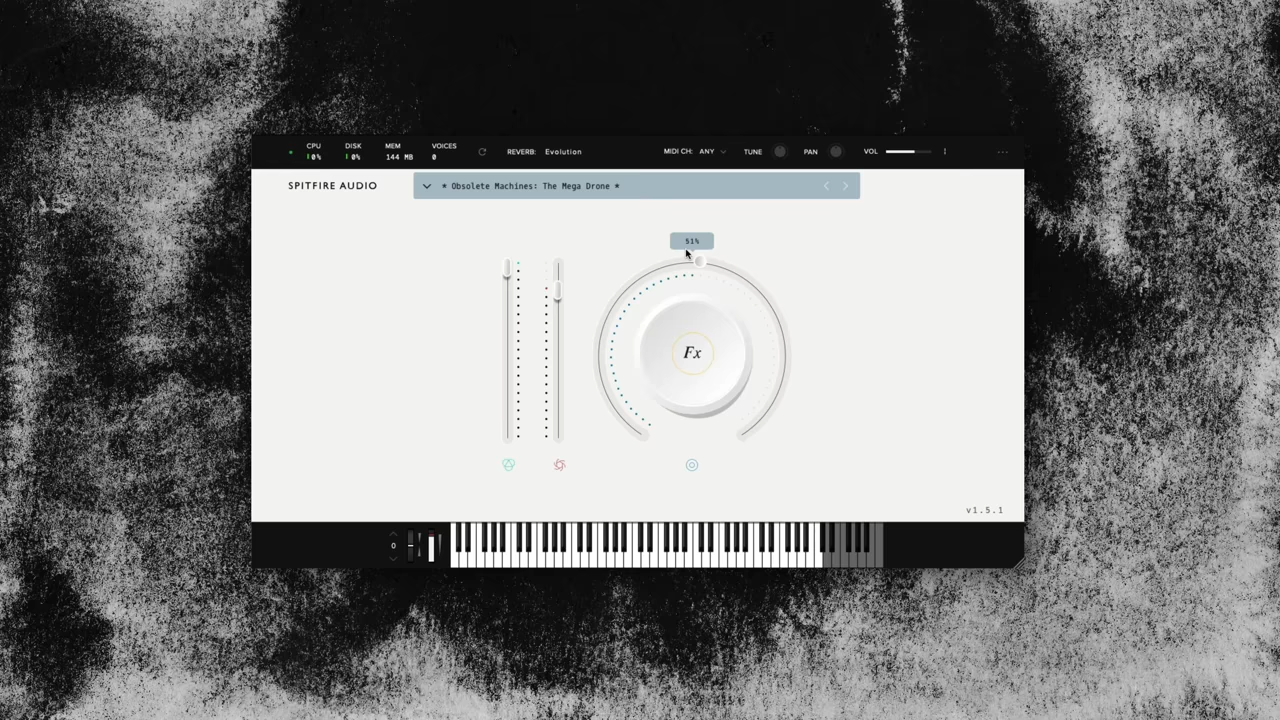 CPU DISK MEM VOICES
0% 0% 144 MB 0
REVERB: Evolution
MIDI CH: ANY TUNE PAN VOL
SPITFIRE AUDIO
* Obsolete Machines: The Mega Drone *
51%
Fx
v1.5.1
0